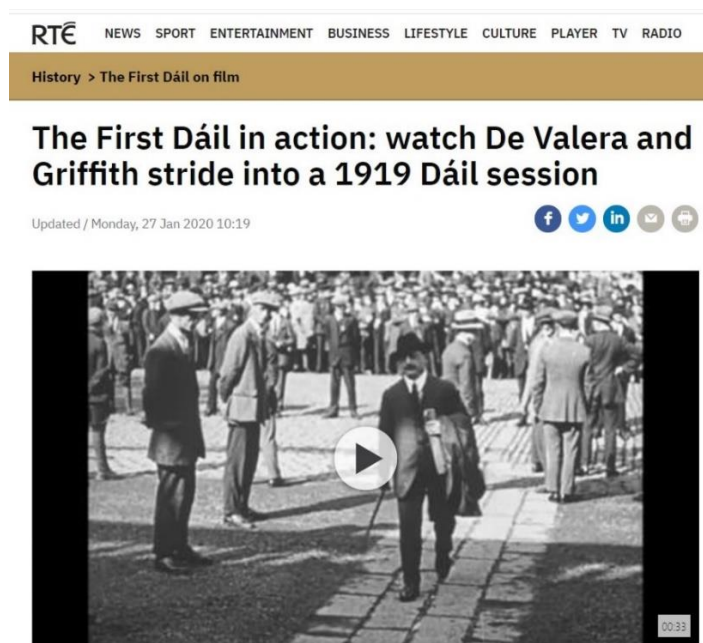 RTÉ NEWS SPORT ENTERTAINMENT BUSINESS LIFESTYLE CULTURE PLAYER TV RADIO
History > The First Dáil on film
The First Dáil in action: watch De Valera and
Griffith stride into a 1919 Dáil session
Updated / Monday, 27 Jan 2020 10:19
f in
00:33